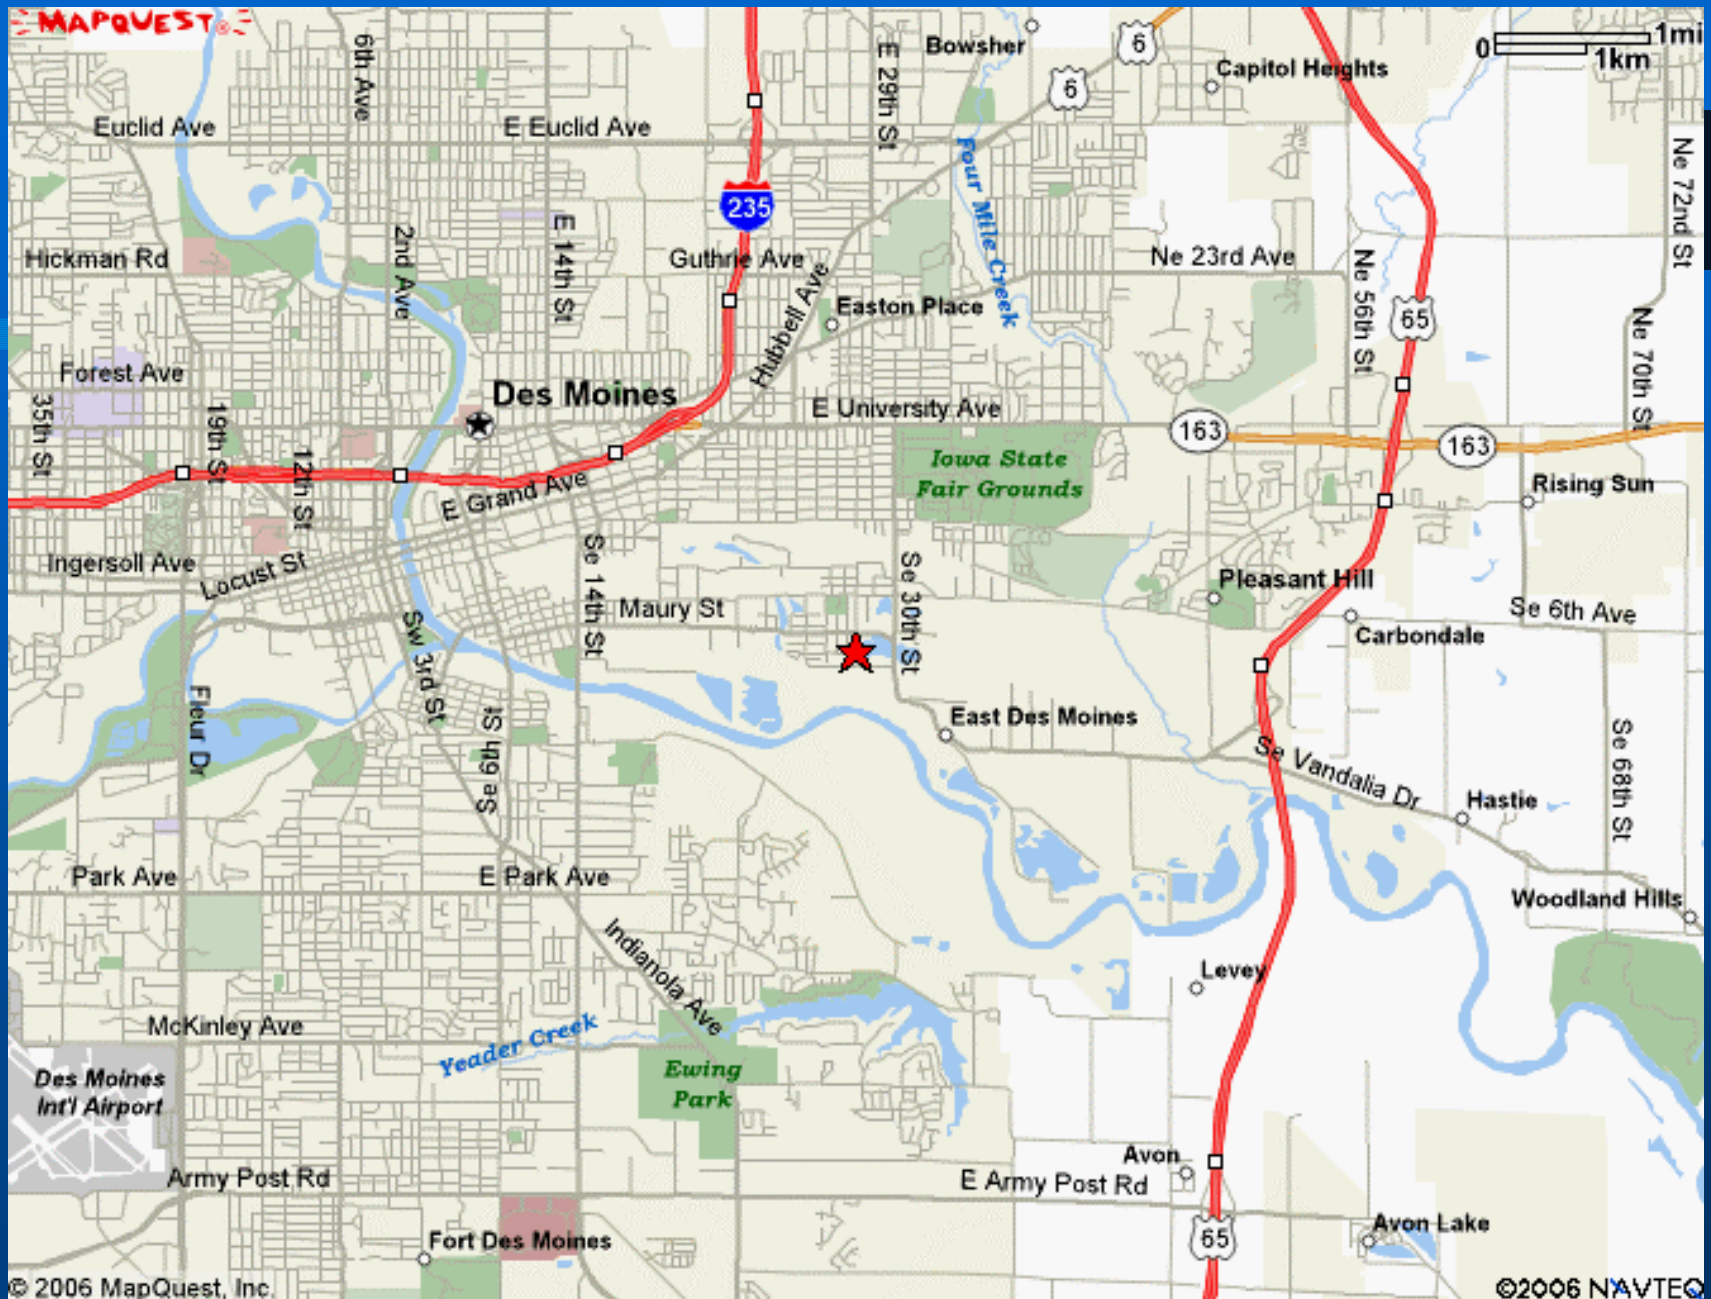 MAPQUEST®
6th Ave
E 29th St
Bowsher
6
6
Capitol Heights
0 1mi
1km
Euclid Ave
E Euclid Ave
Four Mile Creek
Ne 72nd St
235
Hickman Rd
2nd Ave
E 14th St
Guthrie Ave
Hubbell Ave
Easton Place
Ne 23rd Ave
Ne 56th St
65
Ne 70th St
Forest Ave
35th St
19th St
12th St
Des Moines
E University Ave
163
163
Iowa State
Fair Grounds
Rising Sun
E Grand Ave
Ingersoll Ave
Locust St
Se 14th St
Se 30th St
Maury St
Pleasant Hill
Se 6th Ave
Carbondale
Sw 3rd St
Fleur Dr
Se 6th St
East Des Moines
Se Vandalia Dr
Hastie
Se 68th St
Park Ave
E Park Ave
Woodland Hills
Indianola Ave
Levey
McKinley Ave
Yeader Creek
Ewing
Park
Des Moines
Int'l Airport
Army Post Rd
Avon
E Army Post Rd
Fort Des Moines
65
Avon Lake
© 2006 MapQuest, Inc.
©2006 NAVTEQ